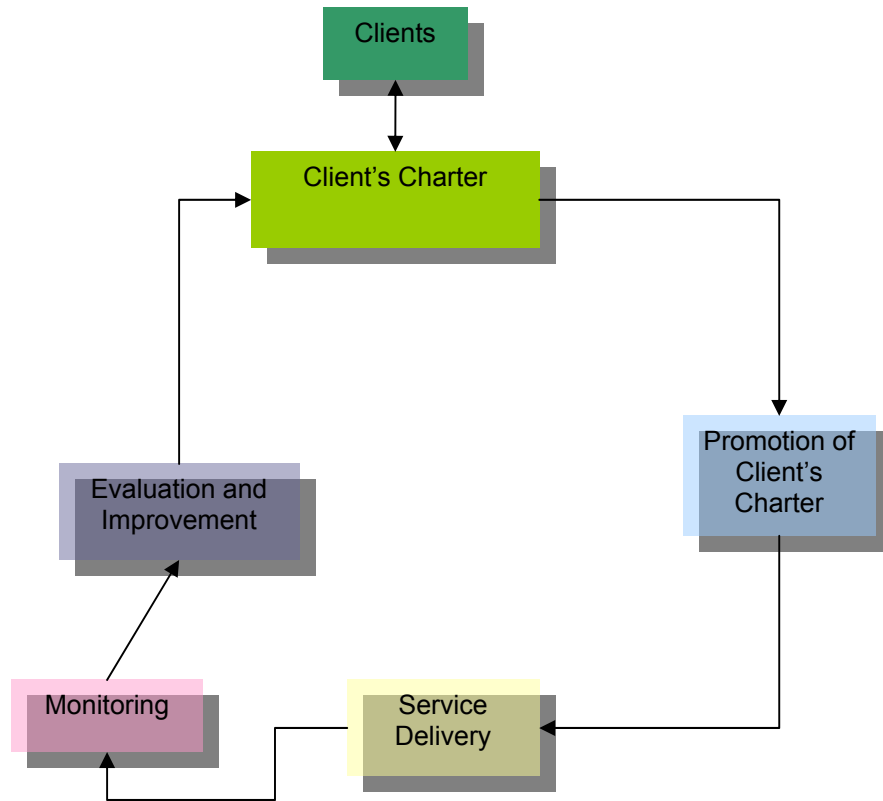 Clients
Client’s Charter
Promotion of
Client’s
Charter
Evaluation and
Improvement
Monitoring
Service
Delivery